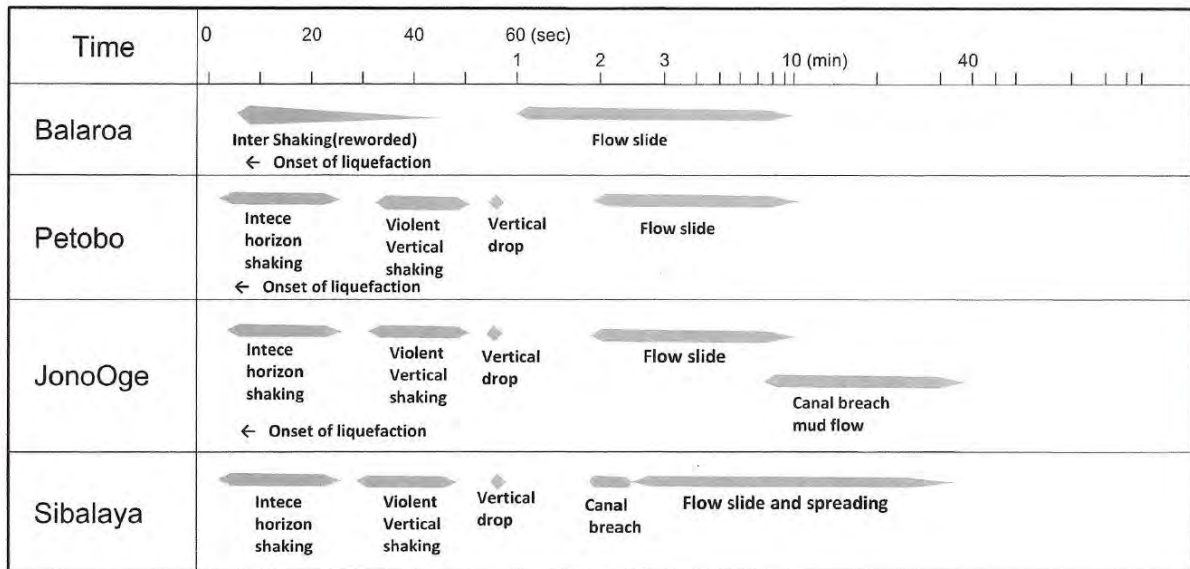 Time
0 20 40 60 (sec)
1 2 3 10 (min) 40
Balaroa
Inter Shaking(reworded)
← Onset of liquefaction
Flow slide
Petobo
Intece
horizon
shaking
← Onset of liquefaction
Violent
Vertical
shaking
Vertical
drop
Flow slide
JonoOge
Intece
horizon
shaking
← Onset of liquefaction
Violent
Vertical
shaking
Vertical
drop
Flow slide
Canal breach
mud flow
Sibalaya
Intece
horizon
shaking
Violent
Vertical
shaking
Vertical
drop
Canal
breach
Flow slide and spreading